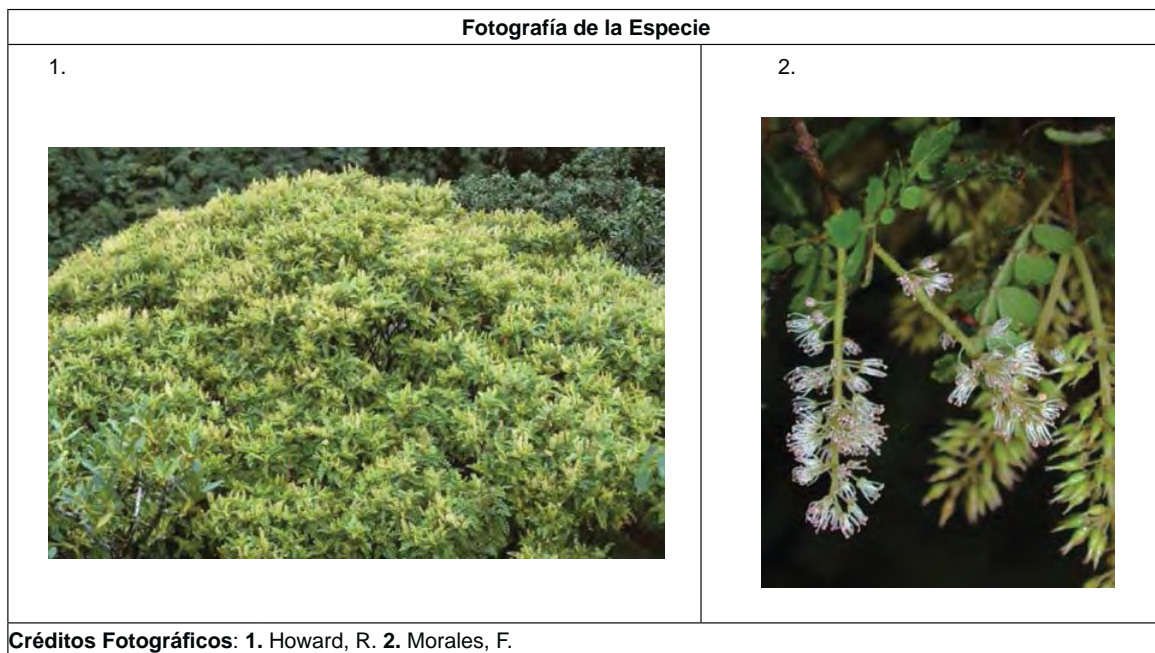 Fotografía de la Especie
1.
2.
Créditos Fotográficos: 1. Howard, R. 2. Morales, F.